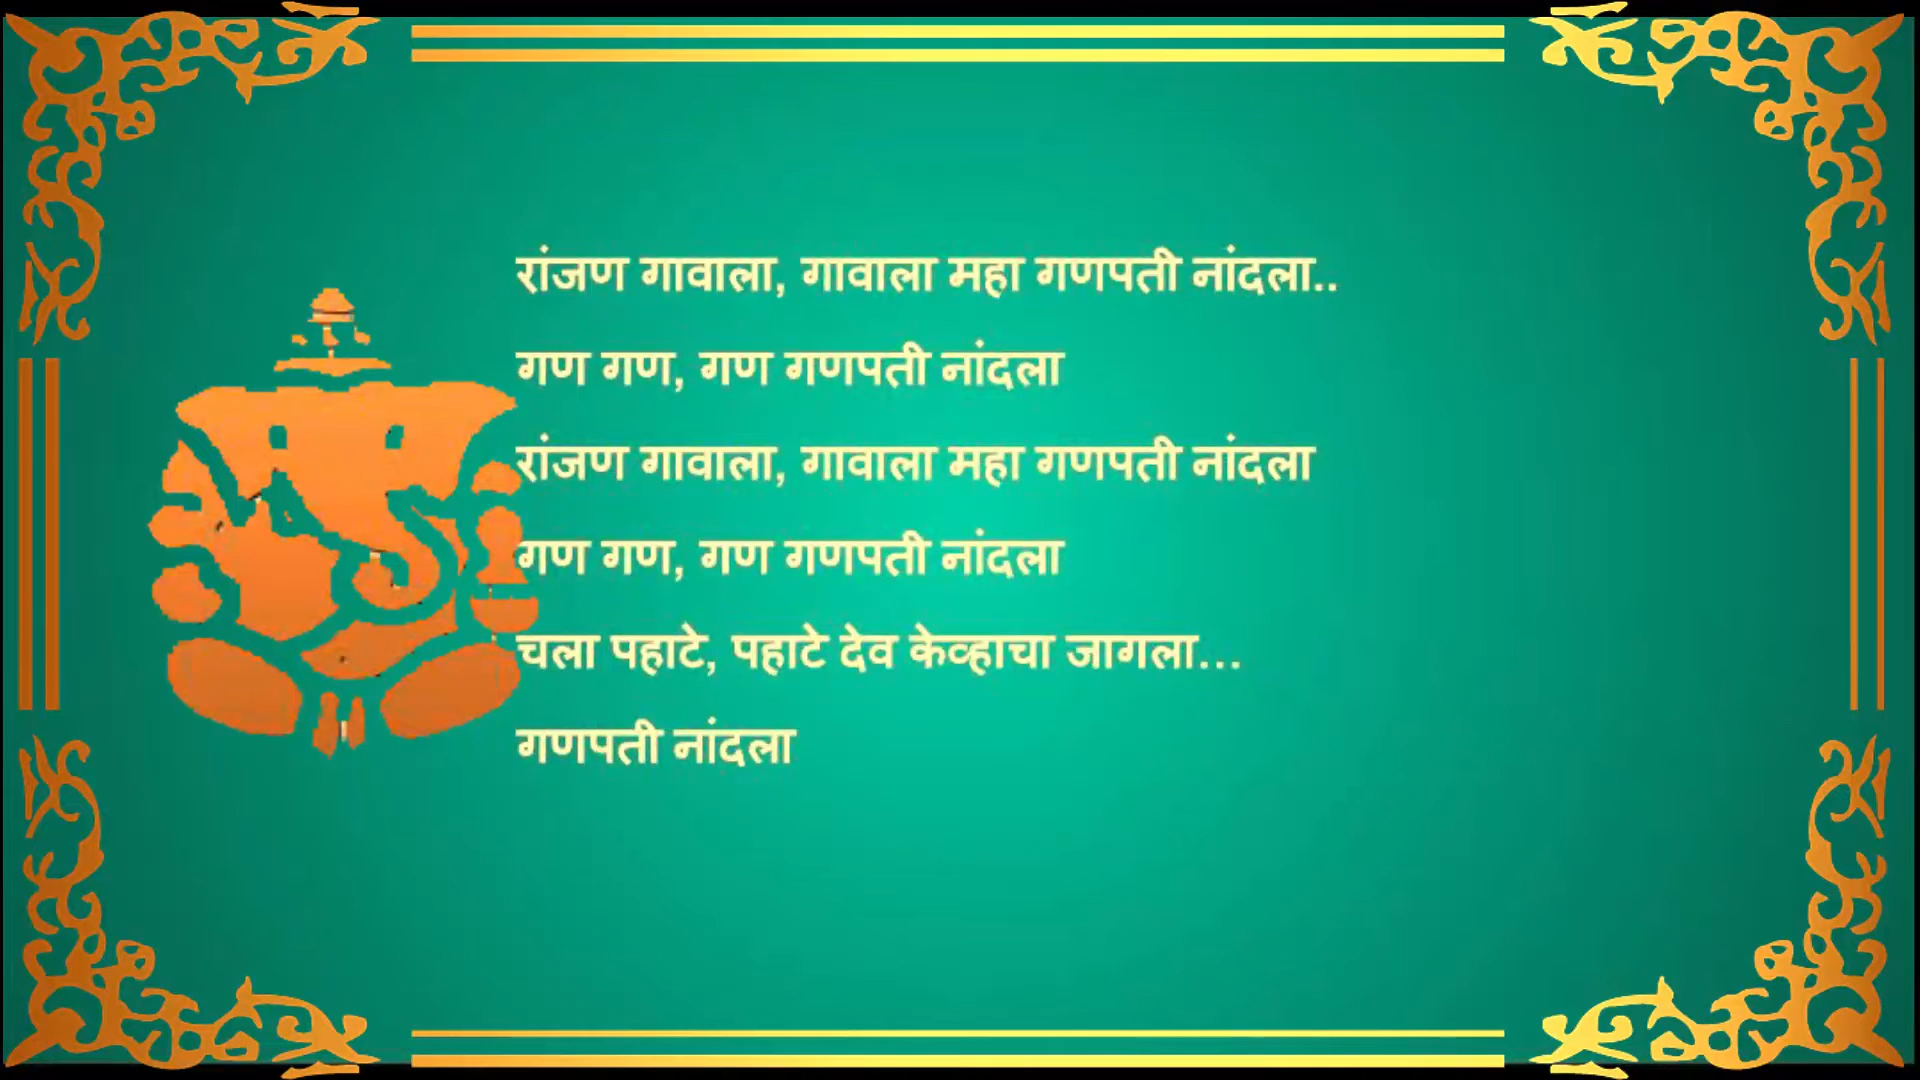 रांजण गावाला, गावाला महा गणपती नांदला..
गण गण, गण गणपती नांदला
रांजण गावाला, गावाला महा गणपती नांदला
गण गण, गण गणपती नांदला
चला पहाटे, पहाटे देव केव्हाचा जागला...
गणपती नांदला